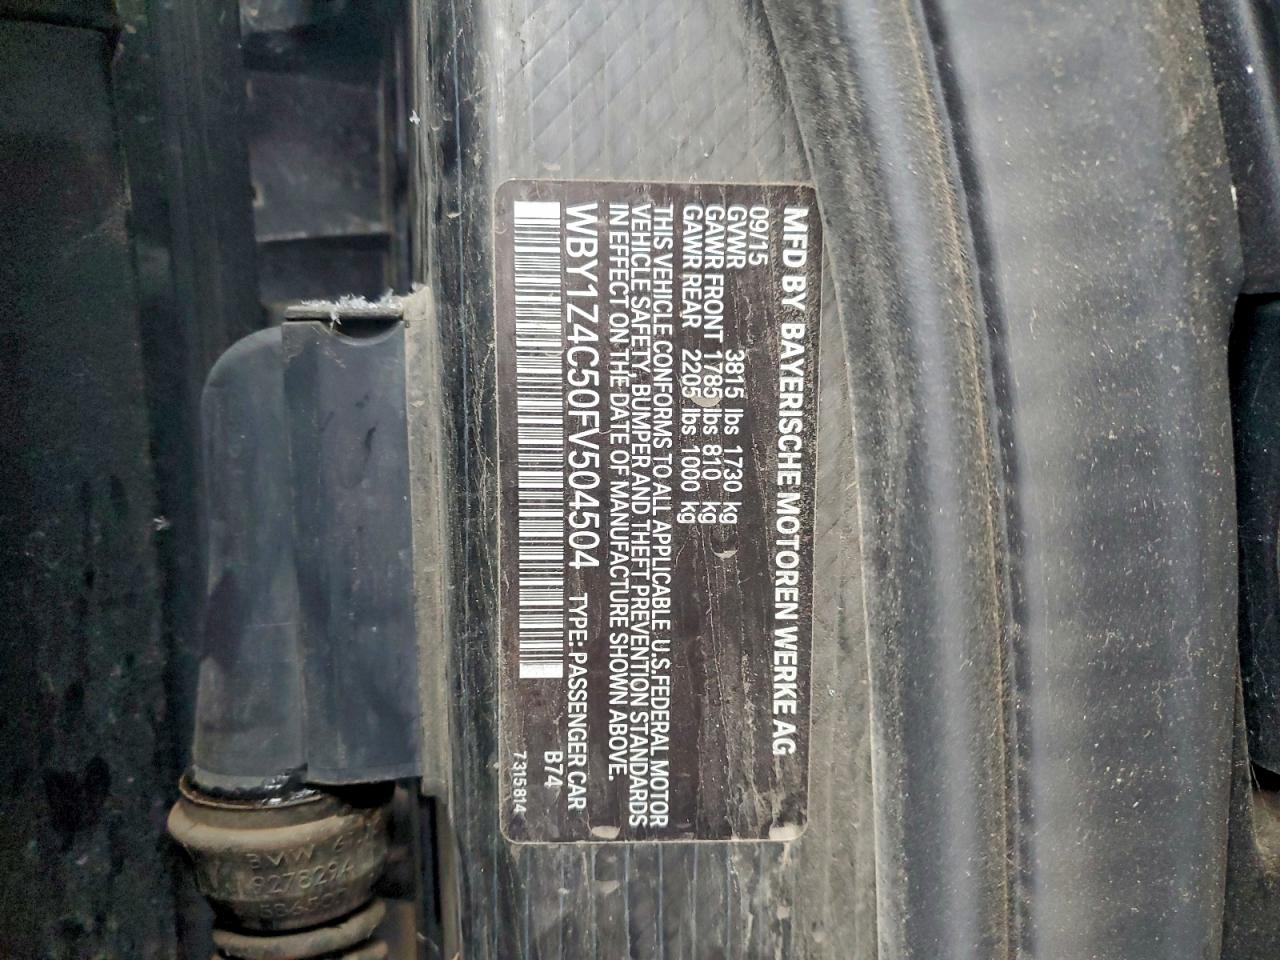 MFD BY BAYERISCHE MOTOREN WERKE AG
09/15
GVWR 3815 lbs 1730 kg
GAWR FRONT 1785 lbs 810 kg
GAWR REAR 2205 lbs 1000 kg
THIS VEHICLE CONFORMS TO ALL APPLICABLE U.S.FEDERAL MOTOR
VEHICLE SAFETY, BUMPER AND THEFT PREVENTION STANDARDS
IN EFFECT ON THE DATE OF MANUFACTURE SHOWN ABOVE.
WBY1Z4C50FV504504 TYPE: PASSENGER CAR
B74
7315814
BMW